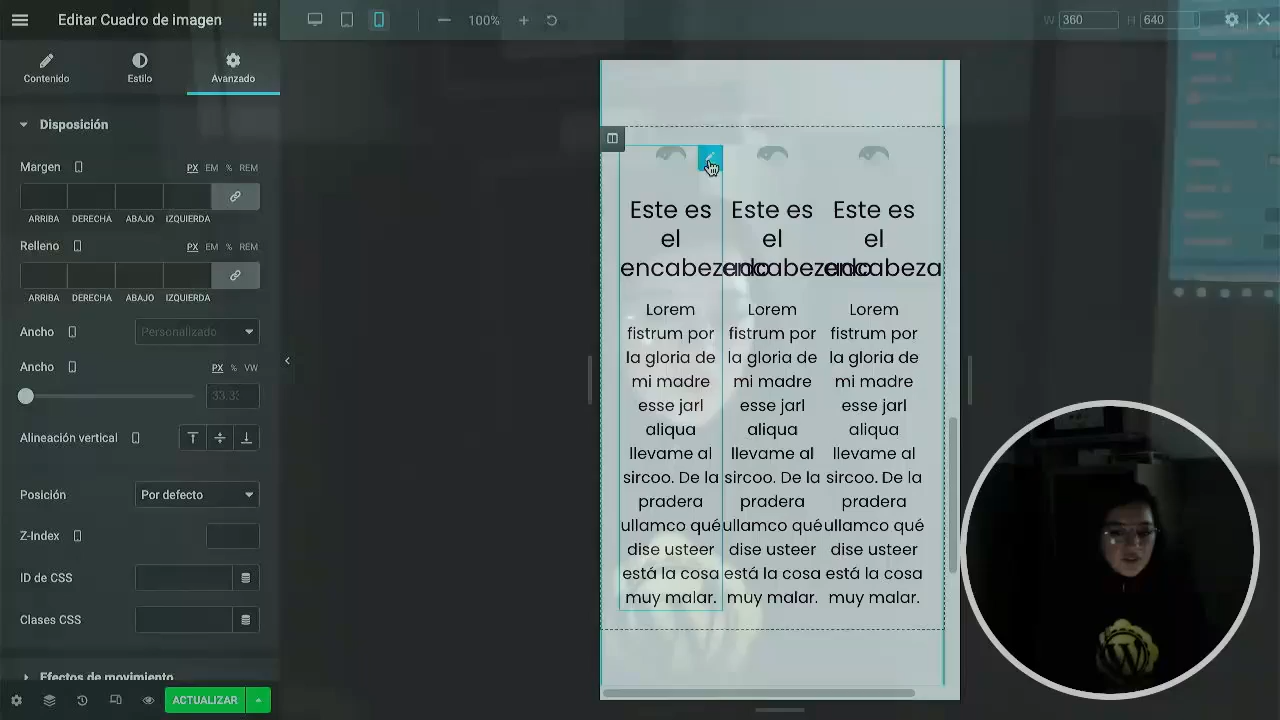 Editar Cuadro de imagen
100%
W 360 H 640
Contenido Estilo Avanzado
Disposición
Margen PX EM % REM
ARRIBA DERECHA ABAJO IZQUIERDA
Relleno PX EM % REM
ARRIBA DERECHA ABAJO IZQUIERDA
Ancho Personalizado
Ancho PX % VW
33.33
Alineación vertical
Posición Por defecto
Z-Index
ID de CSS
Clases CSS
Efectos de movimiento
ACTUALIZAR
Este es
el
encabezado
Lorem
fistrum por
la gloria de
mi madre
esse jarl
aliqua
llevame al
sircoo. De la
pradera
ullamco qué
dise usteer
está la cosa
muy malar.
Este es
el
encabezado
Lorem
fistrum por
la gloria de
mi madre
esse jarl
aliqua
llevame al
sircoo. De la
pradera
ullamco qué
dise usteer
está la cosa
muy malar.
Este es
el
encabeza
Lorem
fistrum por
la gloria de
mi madre
esse jarl
aliqua
llevame al
sircoo. De la
pradera
ullamco qué
dise usteer
está la cosa
muy malar.